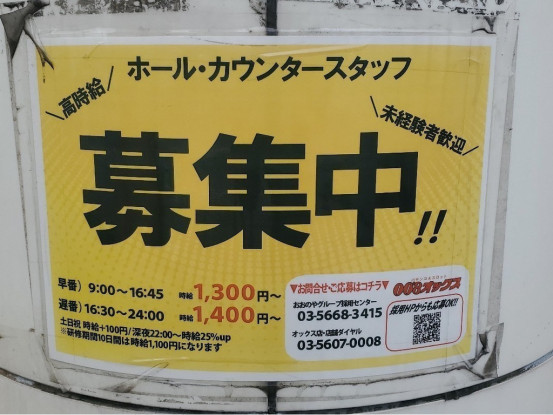 ホール・カウンタースタッフ
高時給
未経験者歓迎
募集中!!
早番) 9:00〜16:45 時給1,300円〜
遅番) 16:30〜24:00 時給1,400円〜
土日祝 時給+100円/深夜22:00〜時給25%up
※研修期間10日間は時給1,100円になります
▼お問合せ・ご応募はコチラ▼
おおのやグループ採用センター
03-5668-3415
オックス店・店舗ダイヤル
03-5607-0008
オックス
採用HPからも応募OK!!